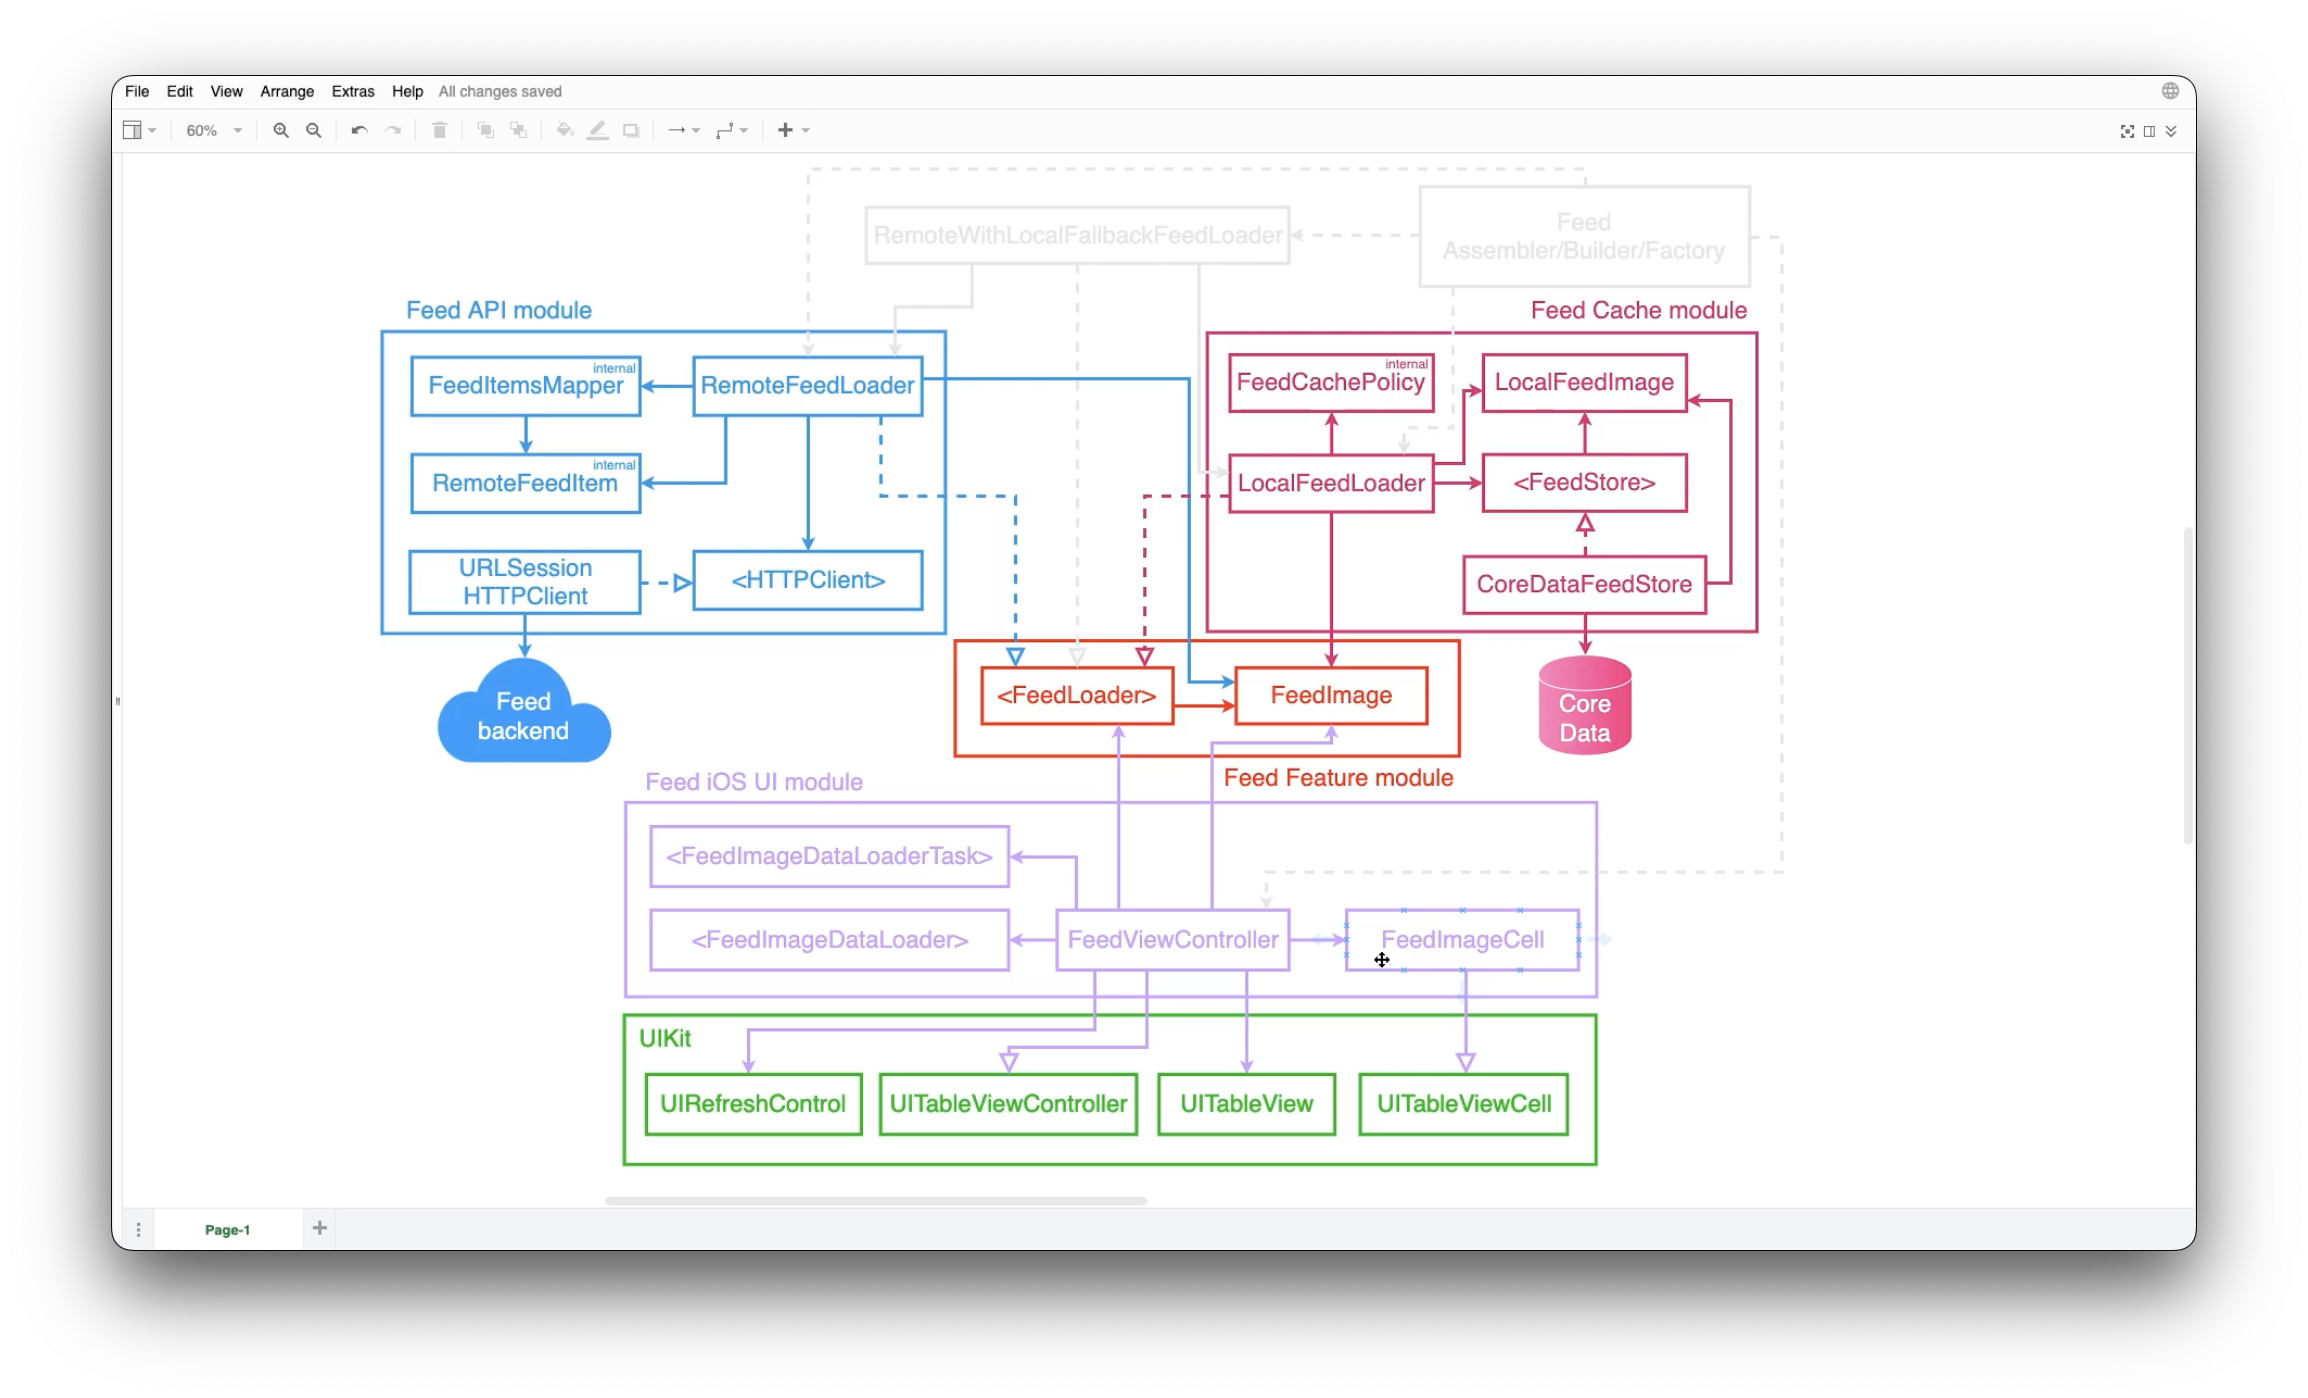 File Edit View Arrange Extras Help All changes saved
60%
RemoteWithLocalFallbackFeedLoader
Feed
Assembler/Builder/Factory
Feed API module
Feed Cache module
internal
FeedItemsMapper
RemoteFeedLoader
internal
FeedCachePolicy
LocalFeedImage
internal
RemoteFeedItem
LocalFeedLoader
<FeedStore>
URLSession
HTTPClient
<HTTPClient>
CoreDataFeedStore
Feed
backend
<FeedLoader>
FeedImage
Core
Data
Feed Feature module
Feed iOS UI module
<FeedImageDataLoaderTask>
<FeedImageDataLoader>
FeedViewController
FeedImageCell
UIKit
UIRefreshControl
UITableViewController
UITableView
UITableViewCell
Page-1